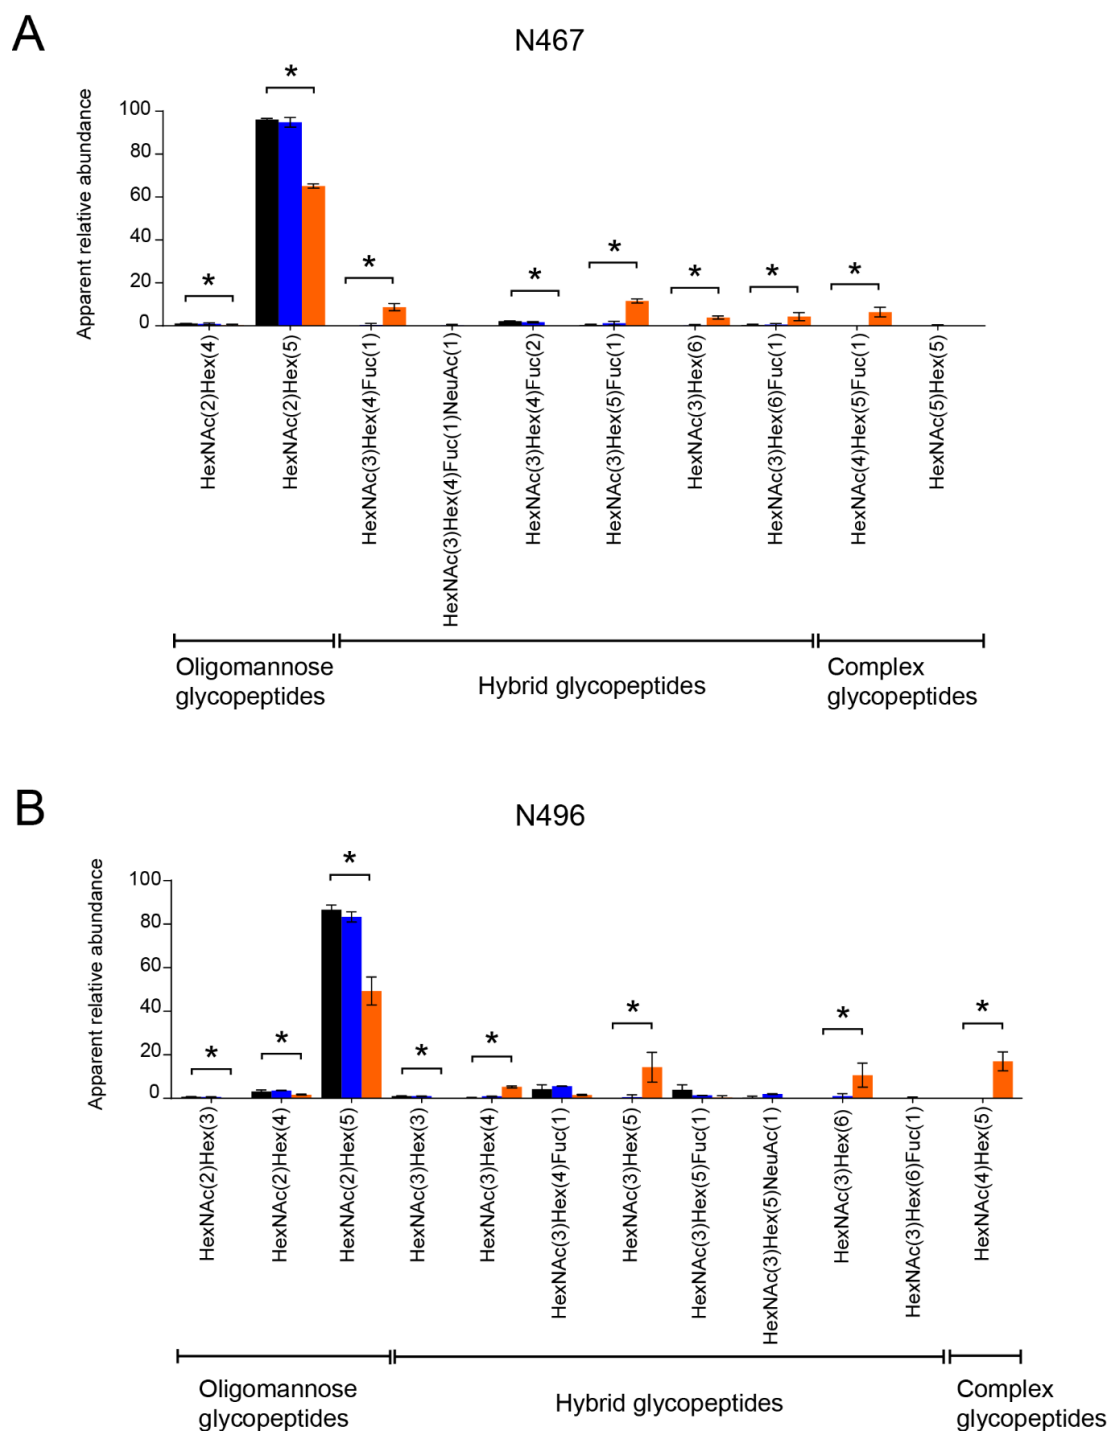 A
N467
*
*
*
*
*
*
*
*
Apparent relative abundance
100
80
60
40
20
0
HexNAc(2)Hex(4)
HexNAc(2)Hex(5)
HexNAc(3)Hex(4)Fuc(1)
HexNAc(3)Hex(4)Fuc(1)NeuAc(1)
HexNAc(3)Hex(4)Fuc(2)
HexNAc(3)Hex(5)Fuc(1)
HexNAc(3)Hex(6)
HexNAc(3)Hex(6)Fuc(1)
HexNAc(4)Hex(5)Fuc(1)
HexNAc(5)Hex(5)
Oligomannose
glycopeptides
Hybrid glycopeptides
Complex
glycopeptides
B
N496
*
*
*
*
*
*
*
*
Apparent relative abundance
100
80
60
40
20
0
HexNAc(2)Hex(3)
HexNAc(2)Hex(4)
HexNAc(2)Hex(5)
HexNAc(3)Hex(3)
HexNAc(3)Hex(4)
HexNAc(3)Hex(4)Fuc(1)
HexNAc(3)Hex(5)
HexNAc(3)Hex(5)Fuc(1)
HexNAc(3)Hex(5)NeuAc(1)
HexNAc(3)Hex(6)
HexNAc(3)Hex(6)Fuc(1)
HexNAc(4)Hex(5)
Oligomannose
glycopeptides
Hybrid glycopeptides
Complex
glycopeptides